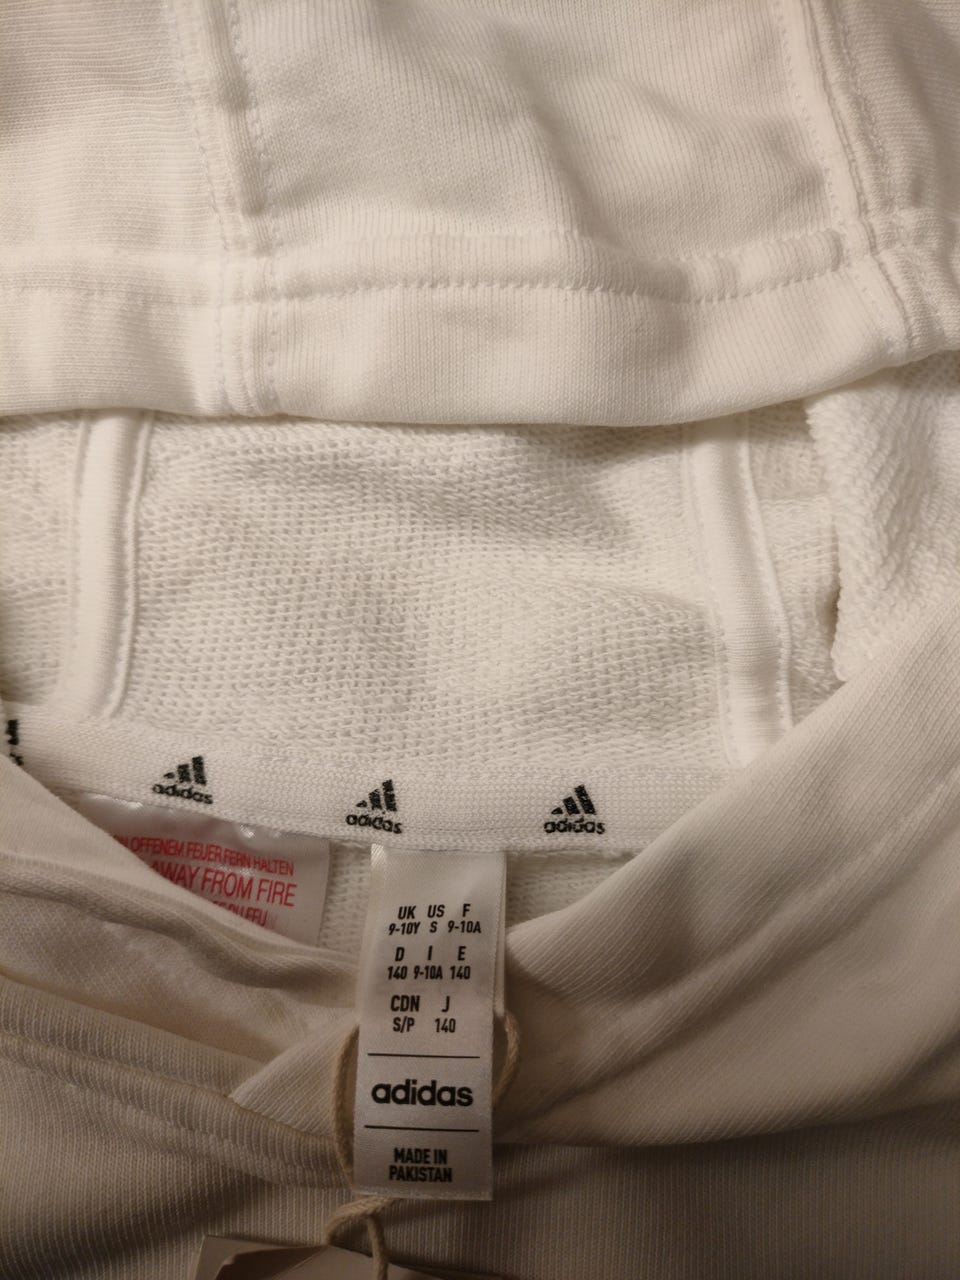 adidas
adidas
adidas
OFFENEM FEUER FERN HALTEN
AWAY FROM FIRE
UK US F
9-10Y S 9-10A
D I E
140 9-10A 140
CDN J
S/P 140
adidas
MADE IN
PAKISTAN